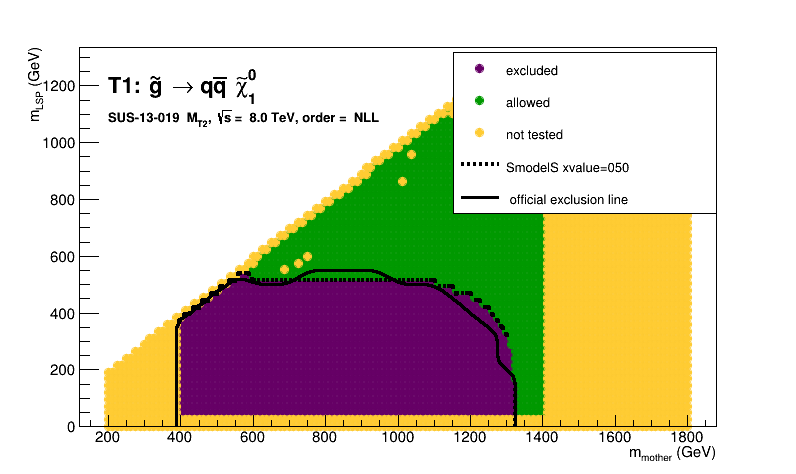 T1: g̃ → qq̅ χ̃⁰₁
SUS-13-019 M_T2, √s = 8.0 TeV, order = NLL
excluded
allowed
not tested
SmodelS xvalue=050
official exclusion line
m_LSP (GeV)
1200
1000
800
600
400
200
0
200 400 600 800 1000 1200 1400 1600 1800
m_mother (GeV)